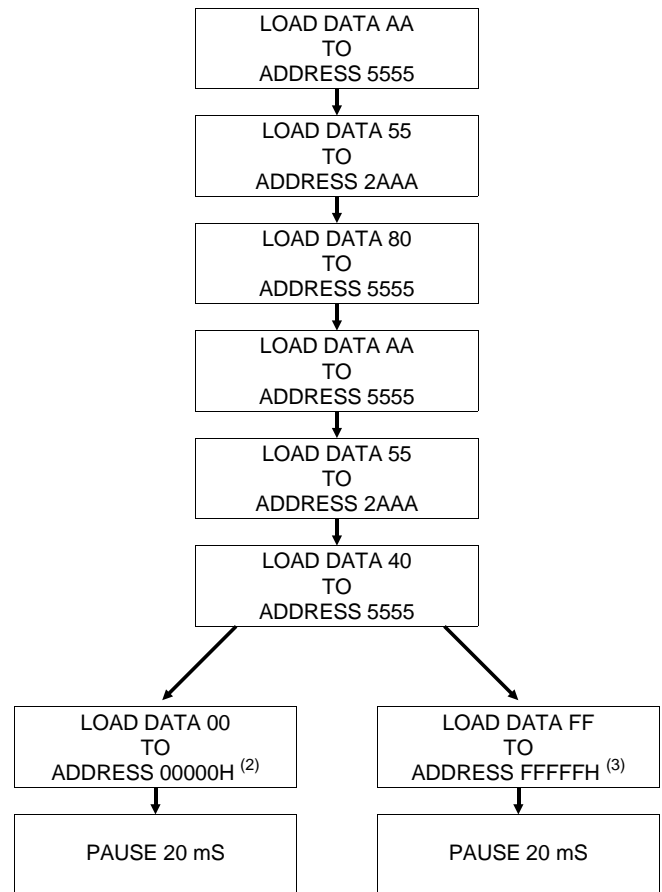 LOAD DATA AA
TO
ADDRESS 5555
LOAD DATA 55
TO
ADDRESS 2AAA
LOAD DATA 80
TO
ADDRESS 5555
LOAD DATA AA
TO
ADDRESS 5555
LOAD DATA 55
TO
ADDRESS 2AAA
LOAD DATA 40
TO
ADDRESS 5555
LOAD DATA 00
TO
ADDRESS 00000H (2)
PAUSE 20 mS
LOAD DATA FF
TO
ADDRESS FFFFFH (3)
PAUSE 20 mS